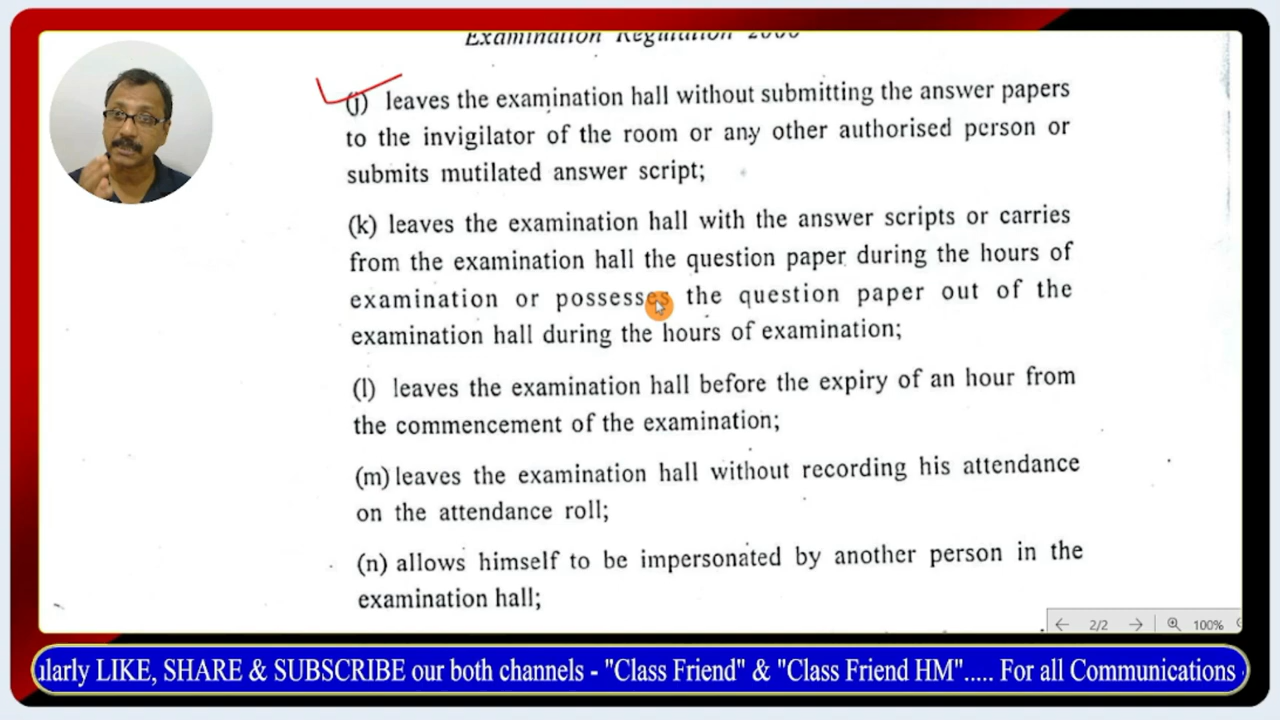 Examination Regulation 2000
(j) leaves the examination hall without submitting the answer papers
to the invigilator of the room or any other authorised person or
submits mutilated answer script;
(k) leaves the examination hall with the answer scripts or carries
from the examination hall the question paper during the hours of
examination or possesses the question paper out of the
examination hall during the hours of examination;
(l) leaves the examination hall before the expiry of an hour from
the commencement of the examination;
(m) leaves the examination hall without recording his attendance
on the attendance roll;
(n) allows himself to be impersonated by another person in the
examination hall;
2/2 100%
ularly LIKE, SHARE & SUBSCRIBE our both channels - "Class Friend" & "Class Friend HM"..... For all Communications